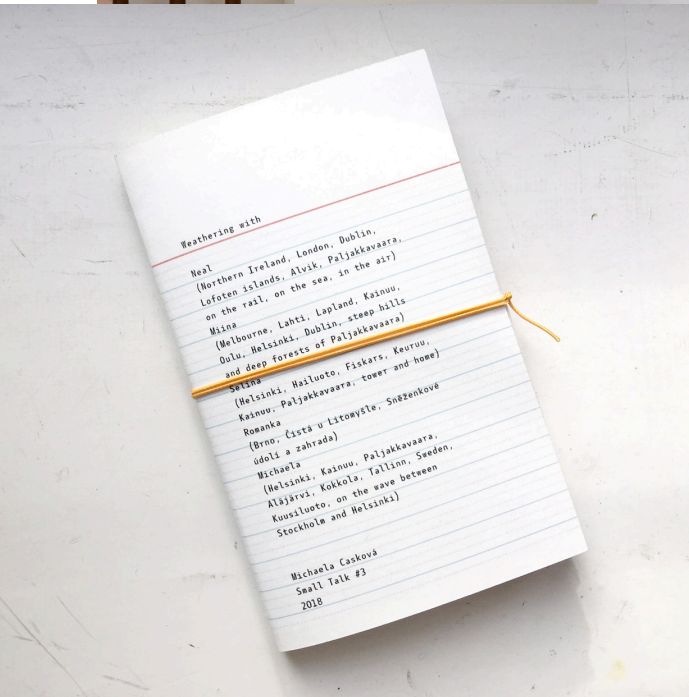 Weathering with
Neal
(Northern Ireland, London, Dublin,
Lofoten islands, Alvik, Paljakkavaara,
on the rail, on the sea, in the air)
Miina
(Melbourne, Lahti, Lapland, Kainuu,
Oulu, Helsinki, Dublin, steep hills
and deep forests of Paljakkavaara)
Selina
(Helsinki, Hailuoto, Fiskars, Keuruu,
Kainuu, Paljakkavaara, tower and home)
Romanka
(Brno, Čistá u Litomyšle, Sněženkové
údolí a zahrada)
Michaela
(Helsinki, Kainuu, Paljakkavaara,
Alajärvi, Kokkola, Tallinn, Sweden,
Kuusiluoto, on the wave between
Stockholm and Helsinki)
Michaela Casková
Small Talk #3
2018